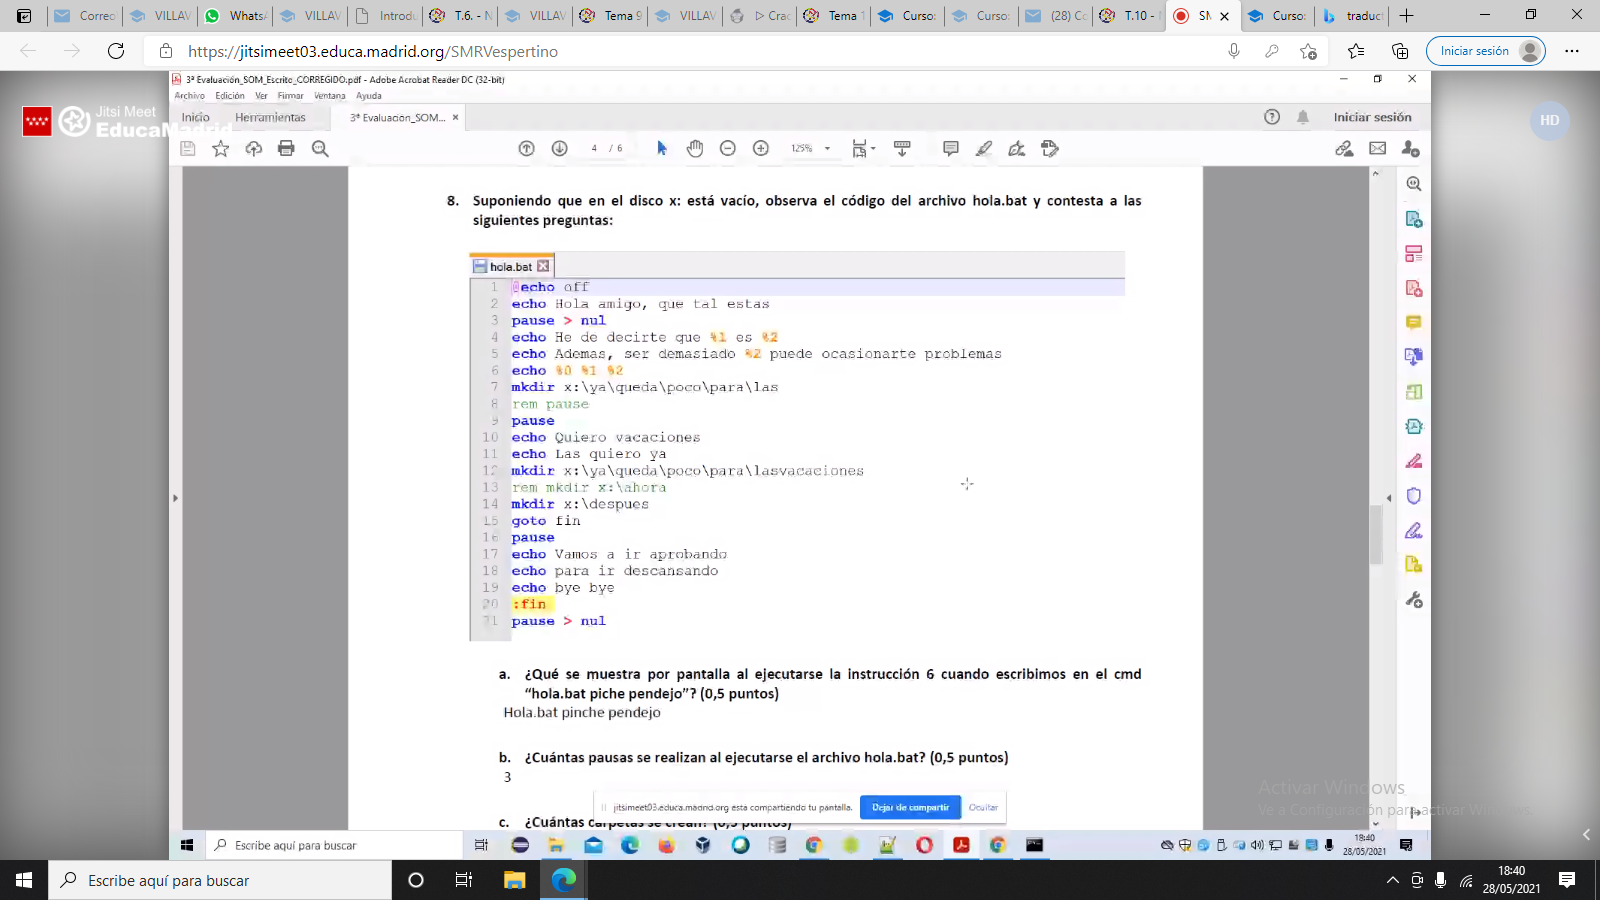 Correo
VILLAV
WhatsA
VILLAV
Introdu
T.6. - N
VILLAV
Tema 9
VILLAV
Crac
Tema 1
Curso:
Curso:
(28) Co
T.10 - N
SM
Curso:
traduct
https://jitsimeet03.educa.madrid.org/SMRVespertino
Iniciar sesión
3ª Evaluación_SOM_Escrito_CORREGIDO.pdf - Adobe Acrobat Reader DC (32-bit)
Archivo Edición Ver Firmar Ventana Ayuda
Jitsi Meet
EducaMadrid
Inicio Herramientas 3ª Evaluación_SOM... Iniciar sesión
HD
4 / 6 125%
8. Suponiendo que en el disco x: está vacío, observa el código del archivo hola.bat y contesta a las
siguientes preguntas:
hola.bat
1 @echo off
2 echo Hola amigo, que tal estas
3 pause > nul
4 echo He de decirte que %1 es %2
5 echo Ademas, ser demasiado %2 puede ocasionarte problemas
6 echo %0 %1 %2
7 mkdir x:\ya\queda\poco\para\las
8 rem pause
9 pause
10 echo Quiero vacaciones
11 echo Las quiero ya
12 mkdir x:\ya\queda\poco\para\lasvacaciones
13 rem mkdir x:\ahora
14 mkdir x:\despues
15 goto fin
16 pause
17 echo Vamos a ir aprobando
18 echo para ir descansando
19 echo bye bye
20 :fin
21 pause > nul
a. ¿Qué se muestra por pantalla al ejecutarse la instrucción 6 cuando escribimos en el cmd
“hola.bat piche pendejo”? (0,5 puntos)
Hola.bat pinche pendejo
b. ¿Cuántas pausas se realizan al ejecutarse el archivo hola.bat? (0,5 puntos)
3
jitsimeet03.educa.madrid.org está compartiendo tu pantalla. Dejar de compartir Ocultar
c. ¿Cuántas carpetas se crean? (0,5 puntos)
Activar Windows
Ve a Configuración para activar Windows.
Escribe aquí para buscar
18:40
28/05/2021
Escribe aquí para buscar
18:40
28/05/2021